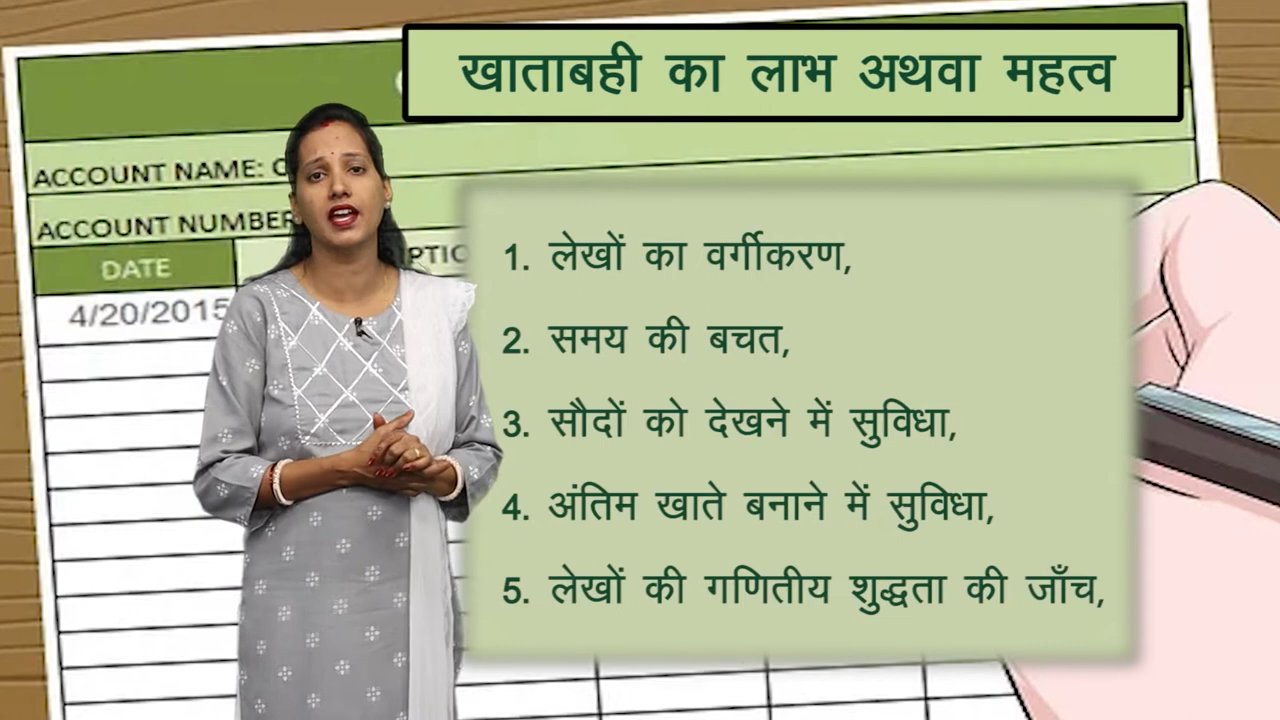 खाताबही का लाभ अथवा महत्व
ACCOUNT NAME:
ACCOUNT NUMBER
DATE
4/20/2015
1. लेखों का वर्गीकरण,
2. समय की बचत,
3. सौदों को देखने में सुविधा,
4. अंतिम खाते बनाने में सुविधा,
5. लेखों की गणितीय शुद्धता की जाँच,